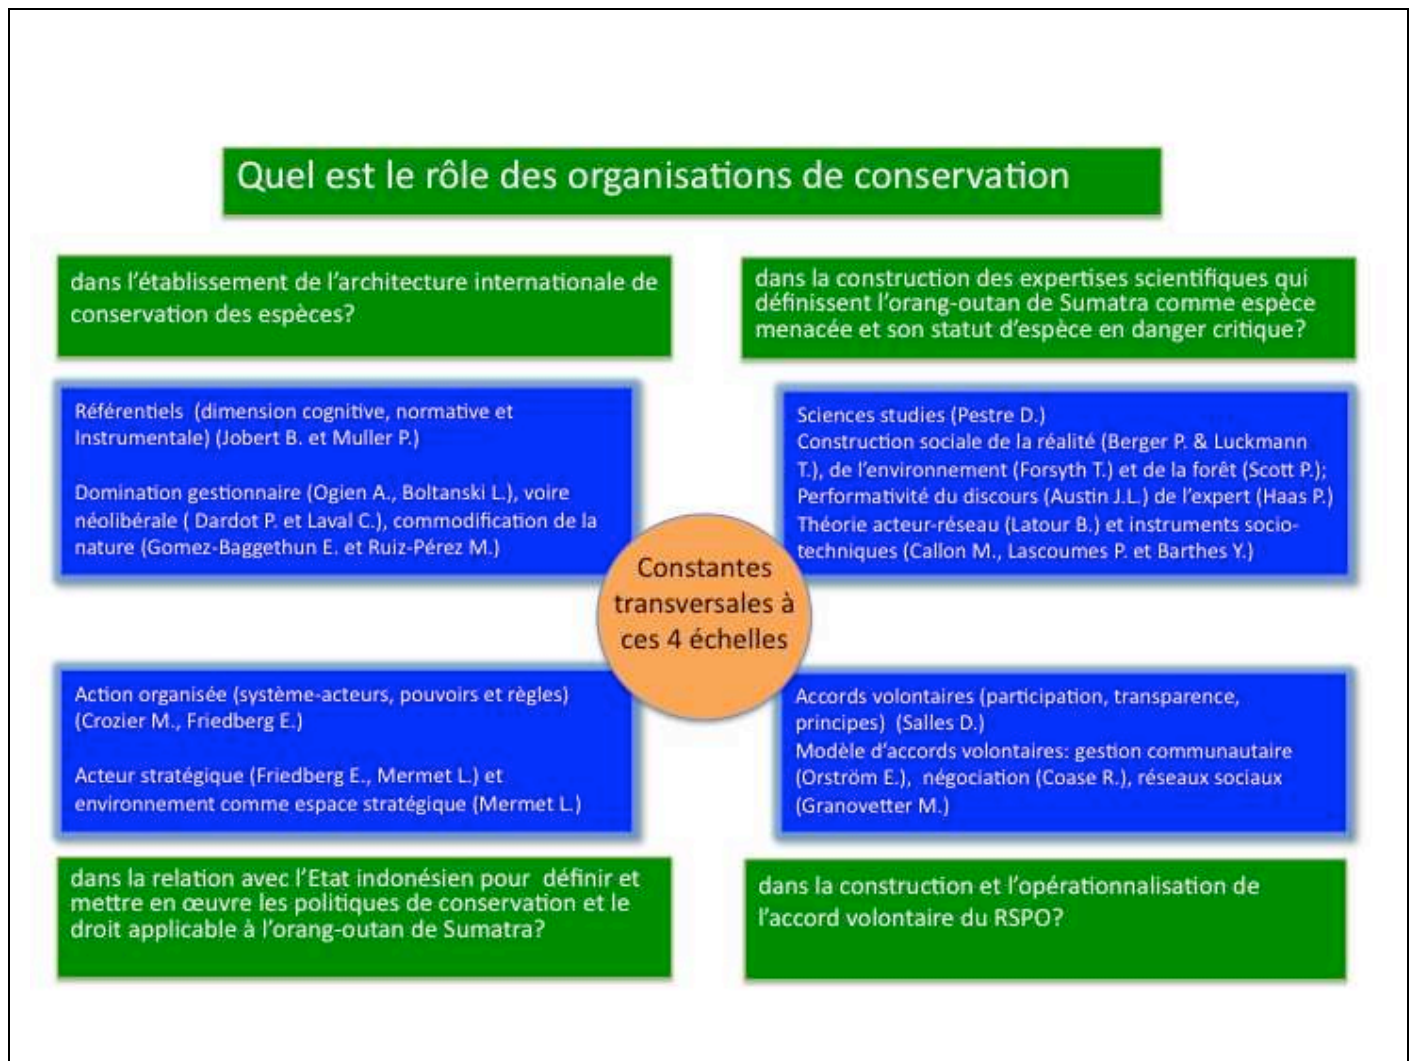 Quel est le rôle des organisations de conservation
dans l'établissement de l'architecture internationale de
conservation des espèces?
dans la construction des expertises scientifiques qui
définissent l'orang-outan de Sumatra comme espèce
menacée et son statut d'espèce en danger critique?
Référentiels (dimension cognitive, normative et
Instrumentale) (Jobert B. et Muller P.)
Domination gestionnaire (Ogien A., Boltanski L.), voire
néolibérale ( Dardot P. et Laval C.), commodification de la
nature (Gomez-Baggethun E. et Ruiz-Pérez M.)
Sciences studies (Pestre D.)
Construction sociale de la réalité (Berger P. & Luckmann
T.), de l'environnement (Forsyth T.) et de la forêt (Scott P.);
Performativité du discours (Austin J.L.) de l'expert (Haas P.)
Théorie acteur-réseau (Latour B.) et instruments socio-
techniques (Callon M., Lascoumes P. et Barthes Y.)
Constantes
transversales à
ces 4 échelles
Action organisée (système-acteurs, pouvoirs et règles)
(Crozier M., Friedberg E.)
Acteur stratégique (Friedberg E., Mermet L.) et
environnement comme espace stratégique (Mermet L.)
Accords volontaires (participation, transparence,
principes) (Salles D.)
Modèle d'accords volontaires: gestion communautaire
(Orström E.), négociation (Coase R.), réseaux sociaux
(Granovetter M.)
dans la relation avec l'Etat indonésien pour définir et
mettre en œuvre les politiques de conservation et le
droit applicable à l'orang-outan de Sumatra?
dans la construction et l'opérationnalisation de
l'accord volontaire du RSPO?